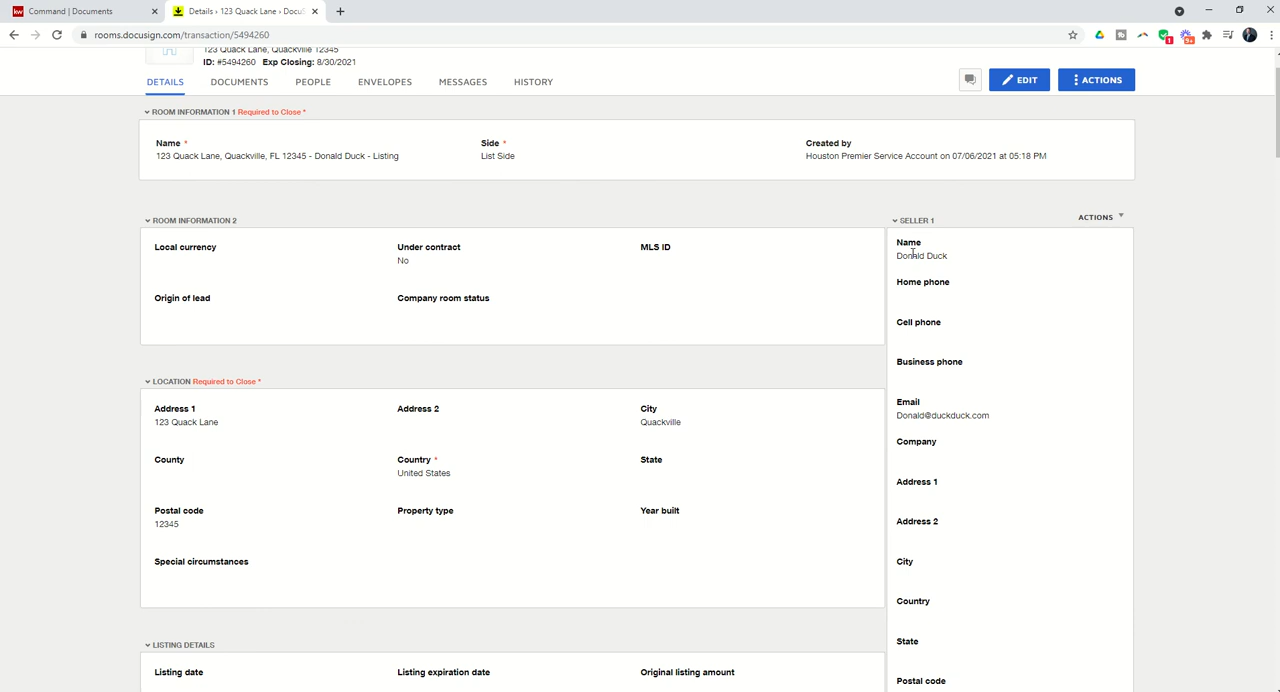 Command | Documents
Details › 123 Quack Lane › Docu
rooms.docusign.com/transaction/5494260
1
9+
123 Quack Lane, Quackville 12345
ID: #5494260 Exp Closing: 8/30/2021
DETAILS DOCUMENTS PEOPLE ENVELOPES MESSAGES HISTORY
EDIT
ACTIONS
ROOM INFORMATION 1 Required to Close *
Name * Side * Created by
123 Quack Lane, Quackville, FL 12345 - Donald Duck - Listing List Side Houston Premier Service Account on 07/06/2021 at 05:18 PM
ROOM INFORMATION 2
Local currency Under contract MLS ID
No
Origin of lead Company room status
LOCATION Required to Close *
Address 1 Address 2 City
123 Quack Lane Quackville
County Country * State
United States
Postal code Property type Year built
12345
Special circumstances
LISTING DETAILS
Listing date Listing expiration date Original listing amount
SELLER 1 ACTIONS
Name
Donald Duck
Home phone
Cell phone
Business phone
Email
Donald@duckduck.com
Company
Address 1
Address 2
City
Country
State
Postal code